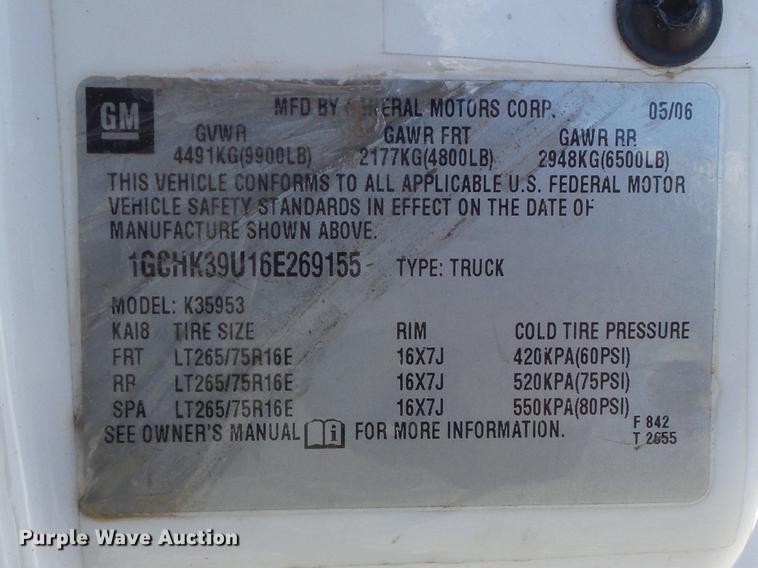 GM
MFD BY GENERAL MOTORS CORP. 05/06
GVWR GAWR FRT GAWR RR
4491KG(9900LB) 2177KG(4800LB) 2948KG(6500LB)
THIS VEHICLE CONFORMS TO ALL APPLICABLE U.S. FEDERAL MOTOR
VEHICLE SAFETY STANDARDS IN EFFECT ON THE DATE OF
MANUFACTURE SHOWN ABOVE.
1GCHK39U16E269155 TYPE: TRUCK
MODEL: K35953
KAI8 TIRE SIZE RIM COLD TIRE PRESSURE
FRT LT265/75R16E 16X7J 420KPA(60PSI)
RR LT265/75R16E 16X7J 520KPA(75PSI)
SPA LT265/75R16E 16X7J 550KPA(80PSI)
SEE OWNER'S MANUAL i FOR MORE INFORMATION.
F 842
T 2655
Purple Wave Auction